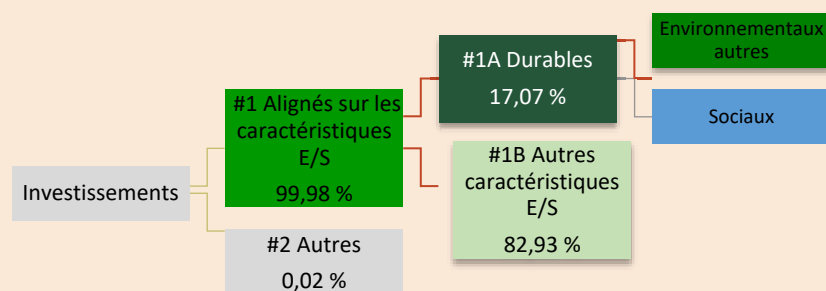 Investissements
#1 Alignés sur les
caractéristiques
E/S
99,98 %
#2 Autres
0,02 %
#1A Durables
17,07 %
#1B Autres
caractéristiques
E/S
82,93 %
Environnementaux
autres
Sociaux